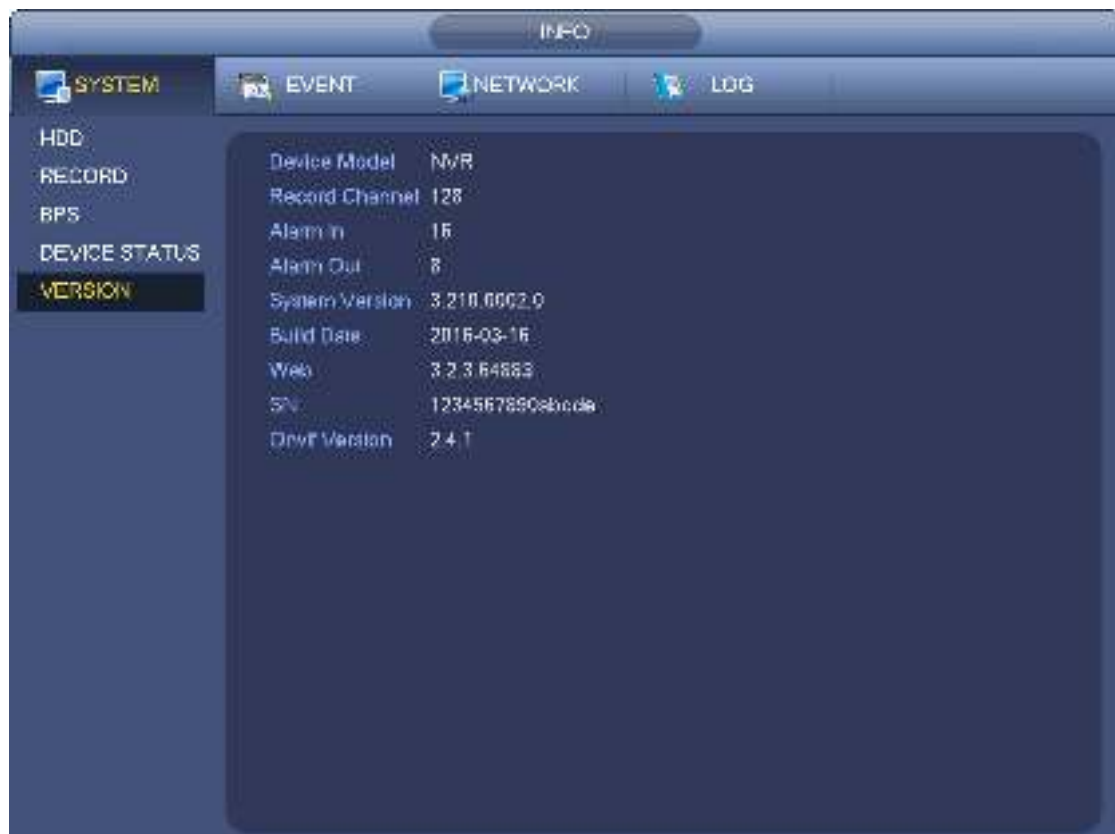 INFO
SYSTEM EVENT NETWORK LOG
HDD
RECORD
BPS
DEVICE STATUS
VERSION
Device Model NVR
Record Channel 128
Alarm In 16
Alarm Out 8
System Version 3.210.0002.0
Build Date 2016-03-16
Web 3.2.3.64883
SN 1234567890abcde
Onvif Version 2.4.1